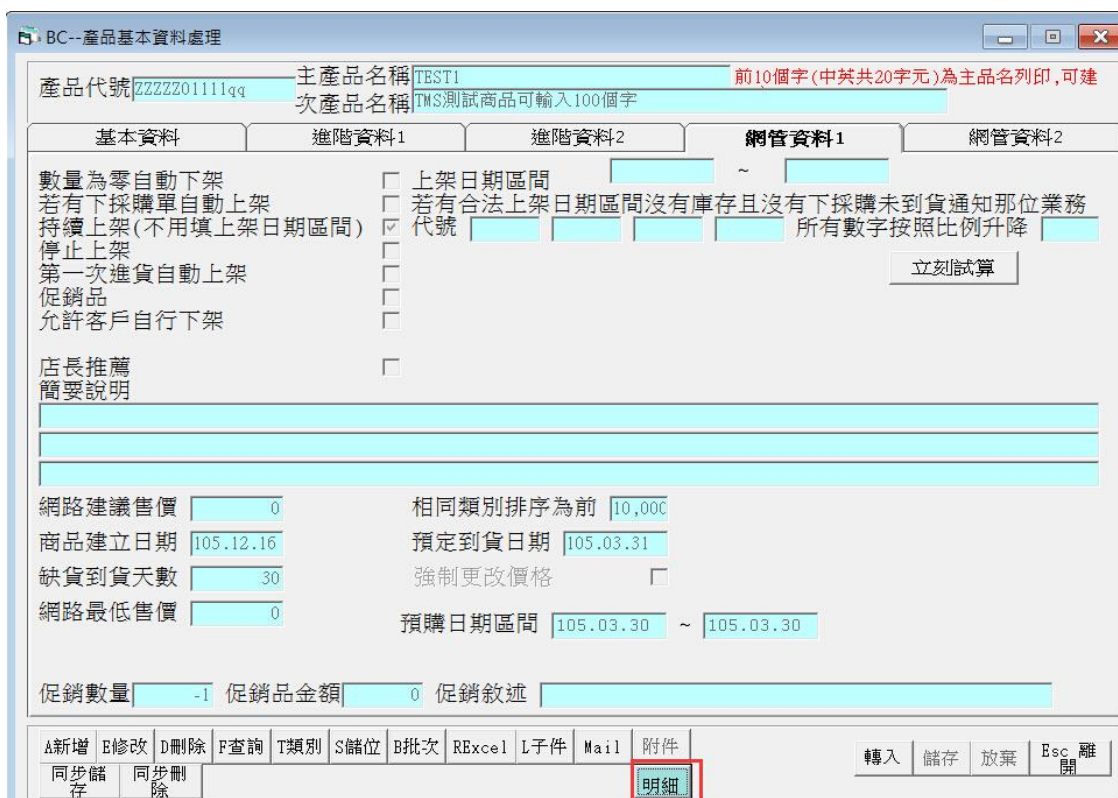 BC--產品基本資料處理
產品代號 ZZZZZ01111qq 主產品名稱 TEST1 前10個字(中英共20字元)為主品名列印,可建
次產品名稱 TMS測試商品可輸入100個字
基本資料 進階資料1 進階資料2 網管資料1 網管資料2
數量為零自動下架 上架日期區間 ~
若有下採購單自動上架 若有合法上架日期區間沒有庫存且沒有下採購未到貨通知那位業務
持續上架(不用填上架日期區間) 代號 所有數字按照比例升降
停止上架
第一次進貨自動上架 立刻試算
促銷品
允許客戶自行下架
店長推薦
簡要說明
網路建議售價 0 相同類別排序為前 10,000
商品建立日期 105.12.16 預定到貨日期 105.03.31
缺貨到貨天數 30 強制更改價格
網路最低售價 0 預購日期區間 105.03.30 ~ 105.03.30
促銷數量 -1 促銷品金額 0 促銷敘述
A新增 E修改 D刪除 F查詢 T類別 S儲位 B批次 RExcel L子件 Mail 附件 轉入 儲存 放棄 Esc 離開
同步儲存 同步刪除 明細